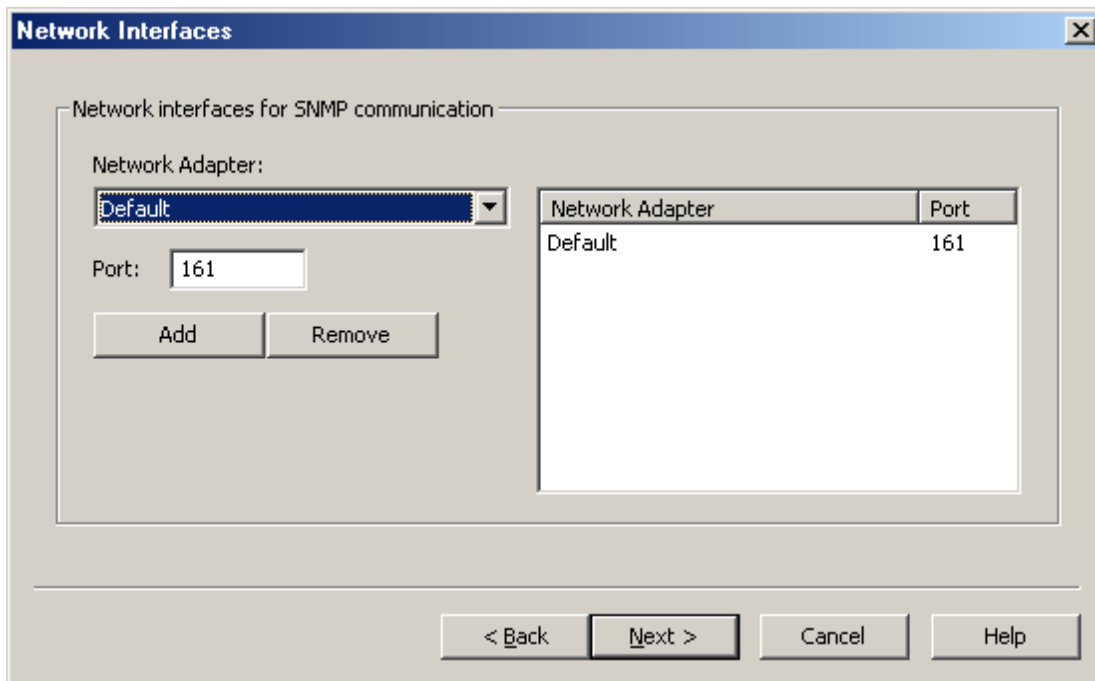 Network Interfaces
Network interfaces for SNMP communication
Network Adapter:
Default
Port: 161
Add Remove
Network Adapter Port
Default 161
< Back Next > Cancel Help